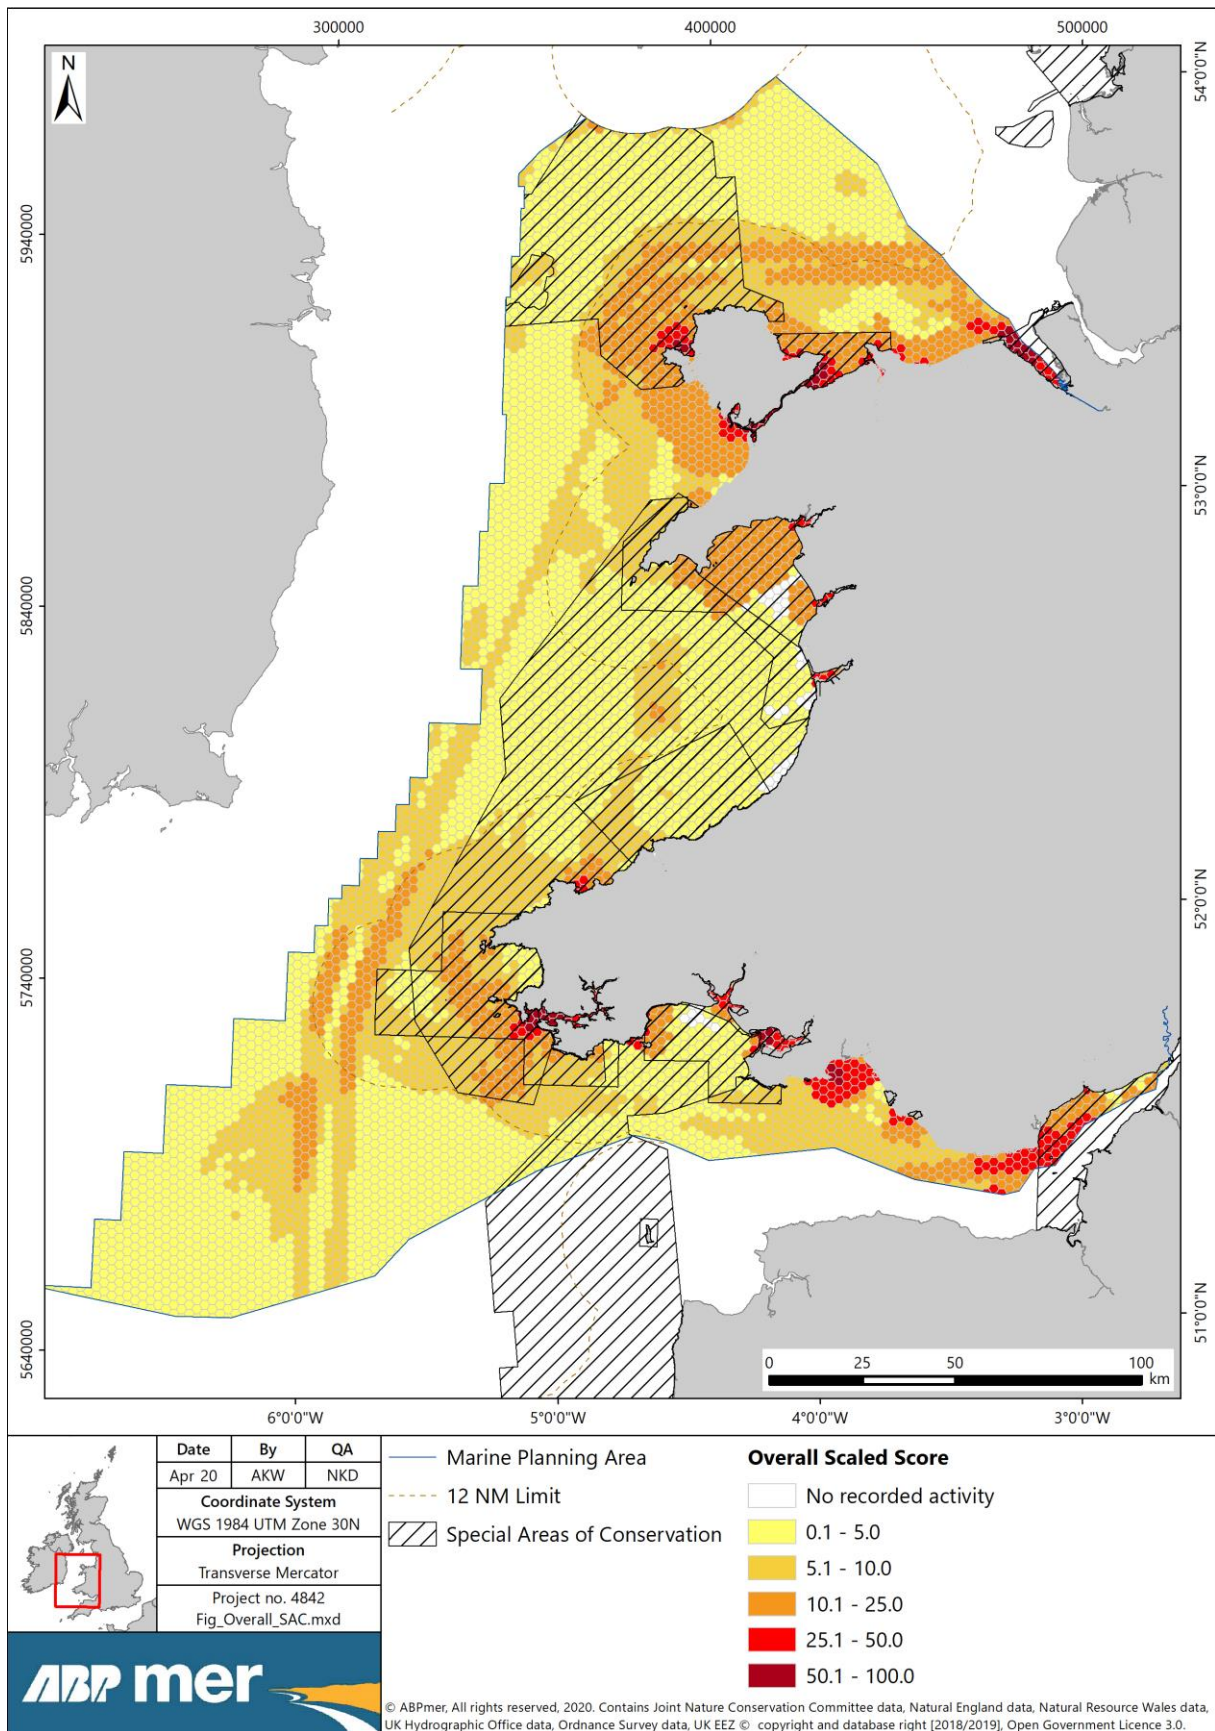 300000 400000 500000
N
54°0'0"N
5940000
53°0'0"N
5840000
52°0'0"N
5740000
51°0'0"N
5640000
0 25 50 100
km
6°0'0"W 5°0'0"W 4°0'0"W 3°0'0"W
Date By QA
Apr 20 AKW NKD
Coordinate System
WGS 1984 UTM Zone 30N
Projection
Transverse Mercator
Project no. 4842
Fig_Overall_SAC.mxd
ABP mer
Marine Planning Area
12 NM Limit
Special Areas of Conservation
Overall Scaled Score
No recorded activity
0.1 - 5.0
5.1 - 10.0
10.1 - 25.0
25.1 - 50.0
50.1 - 100.0
© ABPmer, All rights reserved, 2020. Contains Joint Nature Conservation Committee data, Natural England data, Natural Resource Wales data,
UK Hydrographic Office data, Ordnance Survey data, UK EEZ © copyright and database right [2018/2019], Open Government Licence 3.0.